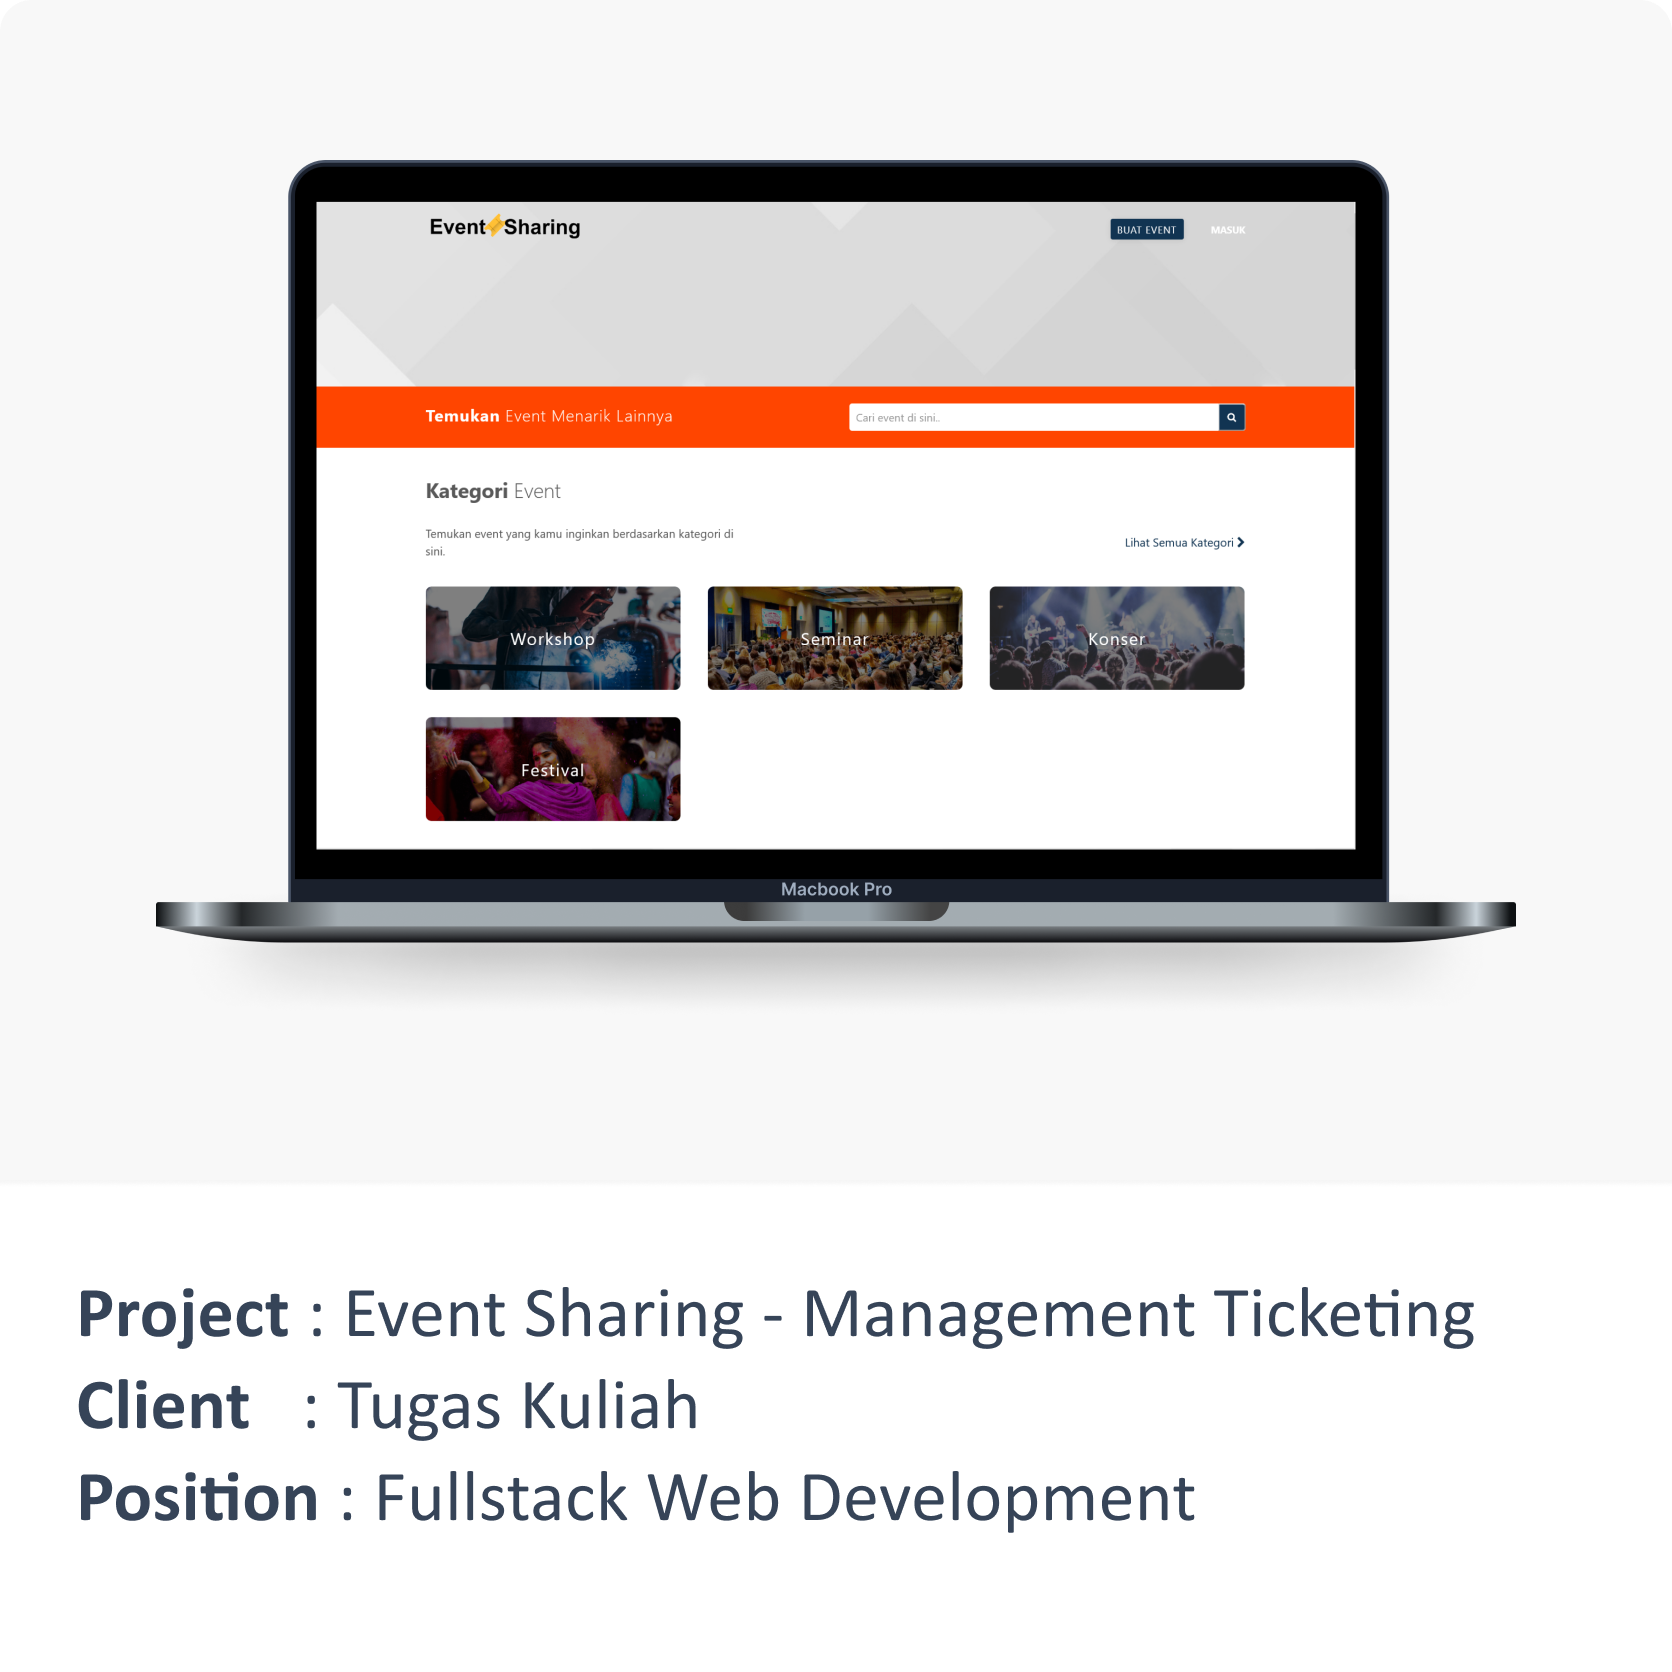 Event Sharing
BUAT EVENT
MASUK
Temukan Event Menarik Lainnya
Cari event di sini..
Kategori Event
Temukan event yang kamu inginkan berdasarkan kategori di
sini.
Lihat Semua Kategori
Workshop
Seminar
Konser
Festival
Macbook Pro
Project : Event Sharing - Management Ticketing
Client : Tugas Kuliah
Position : Fullstack Web Development